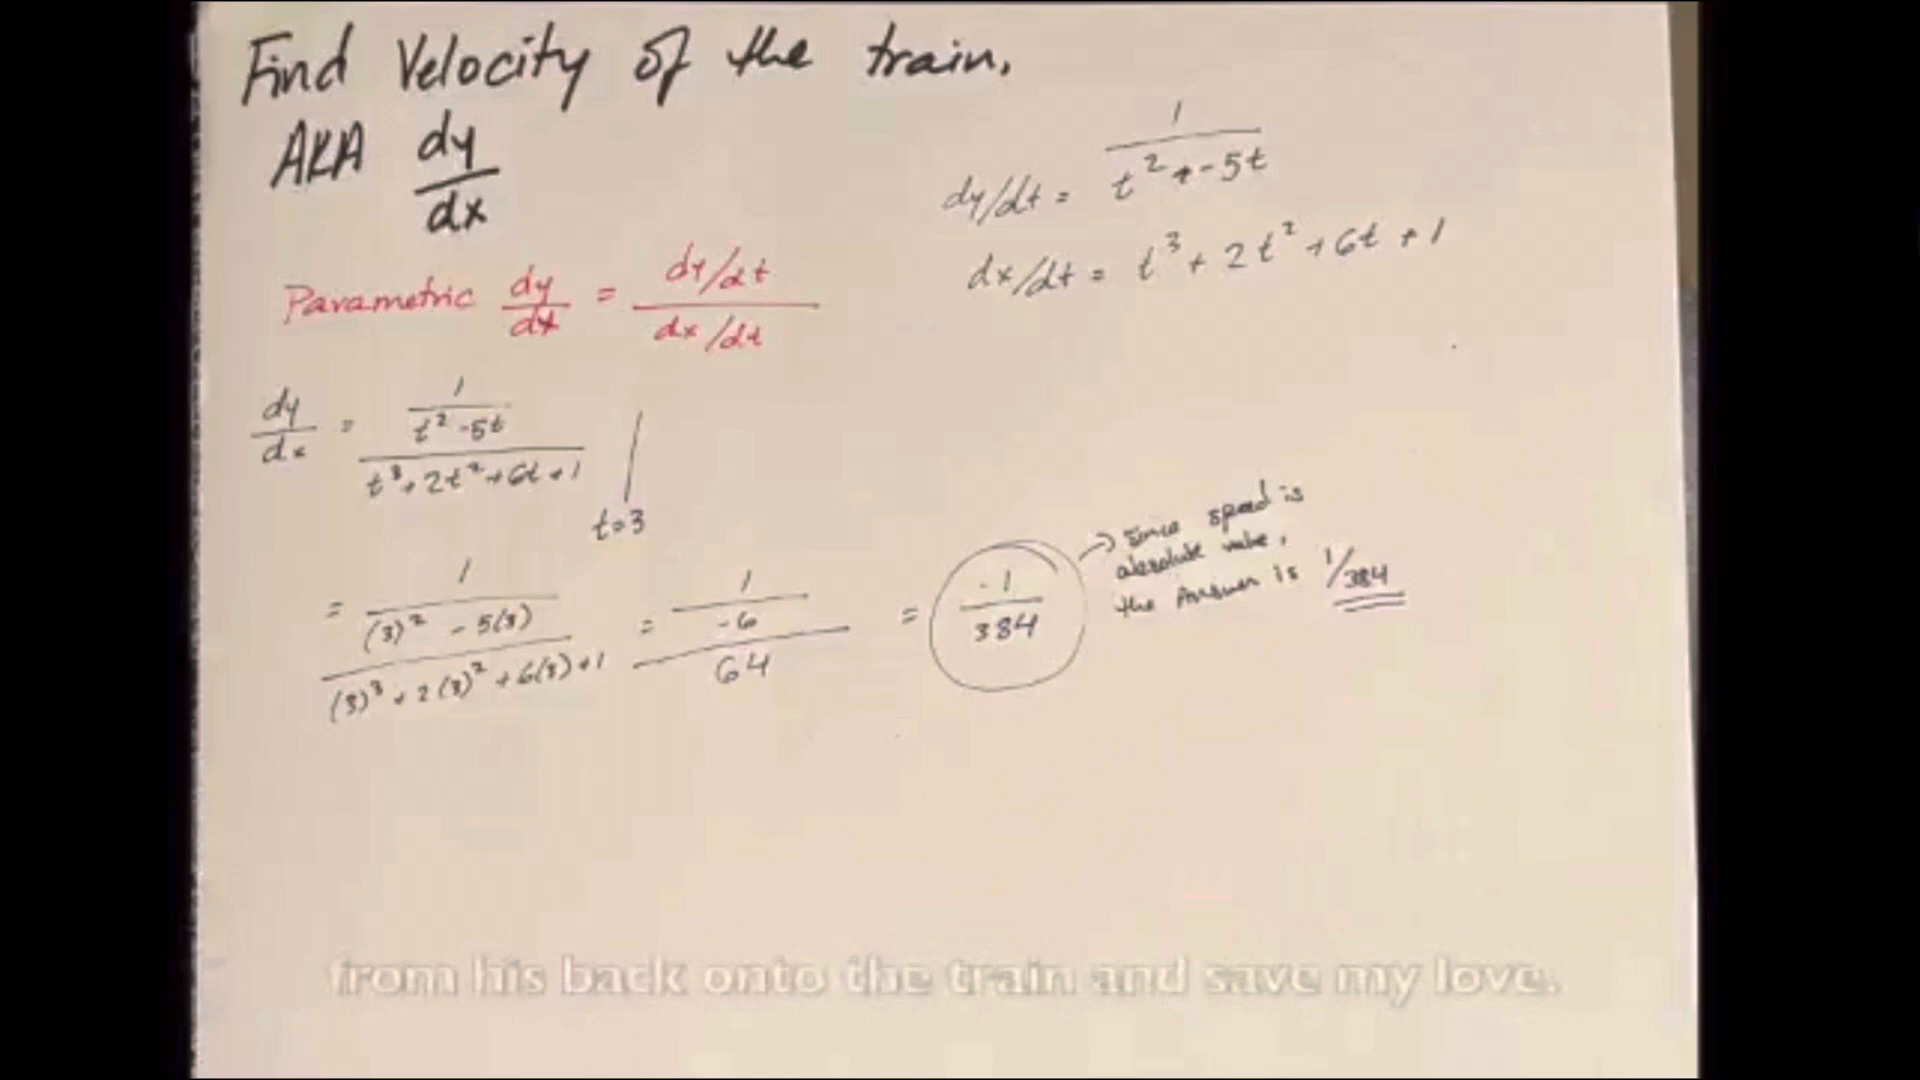 Find Velocity of the train.
AKA dy/dx
dy/dt = 1/(t² + -5t)
dx/dt = t³ + 2t² + 6t + 1
Parametric dy/dx = (dy/dt)/(dx/dt)
dy/dx = (1/(t² - 5t))/(t³ + 2t² + 6t + 1) | t=3
= (1/((3)² - 5(3)))/((3)³ + 2(3)² + 6(3) + 1) = (1/-6)/64 = -1/384
→ since speed is
absolute value,
the Answer is 1/384
from his back onto the train and save my love.